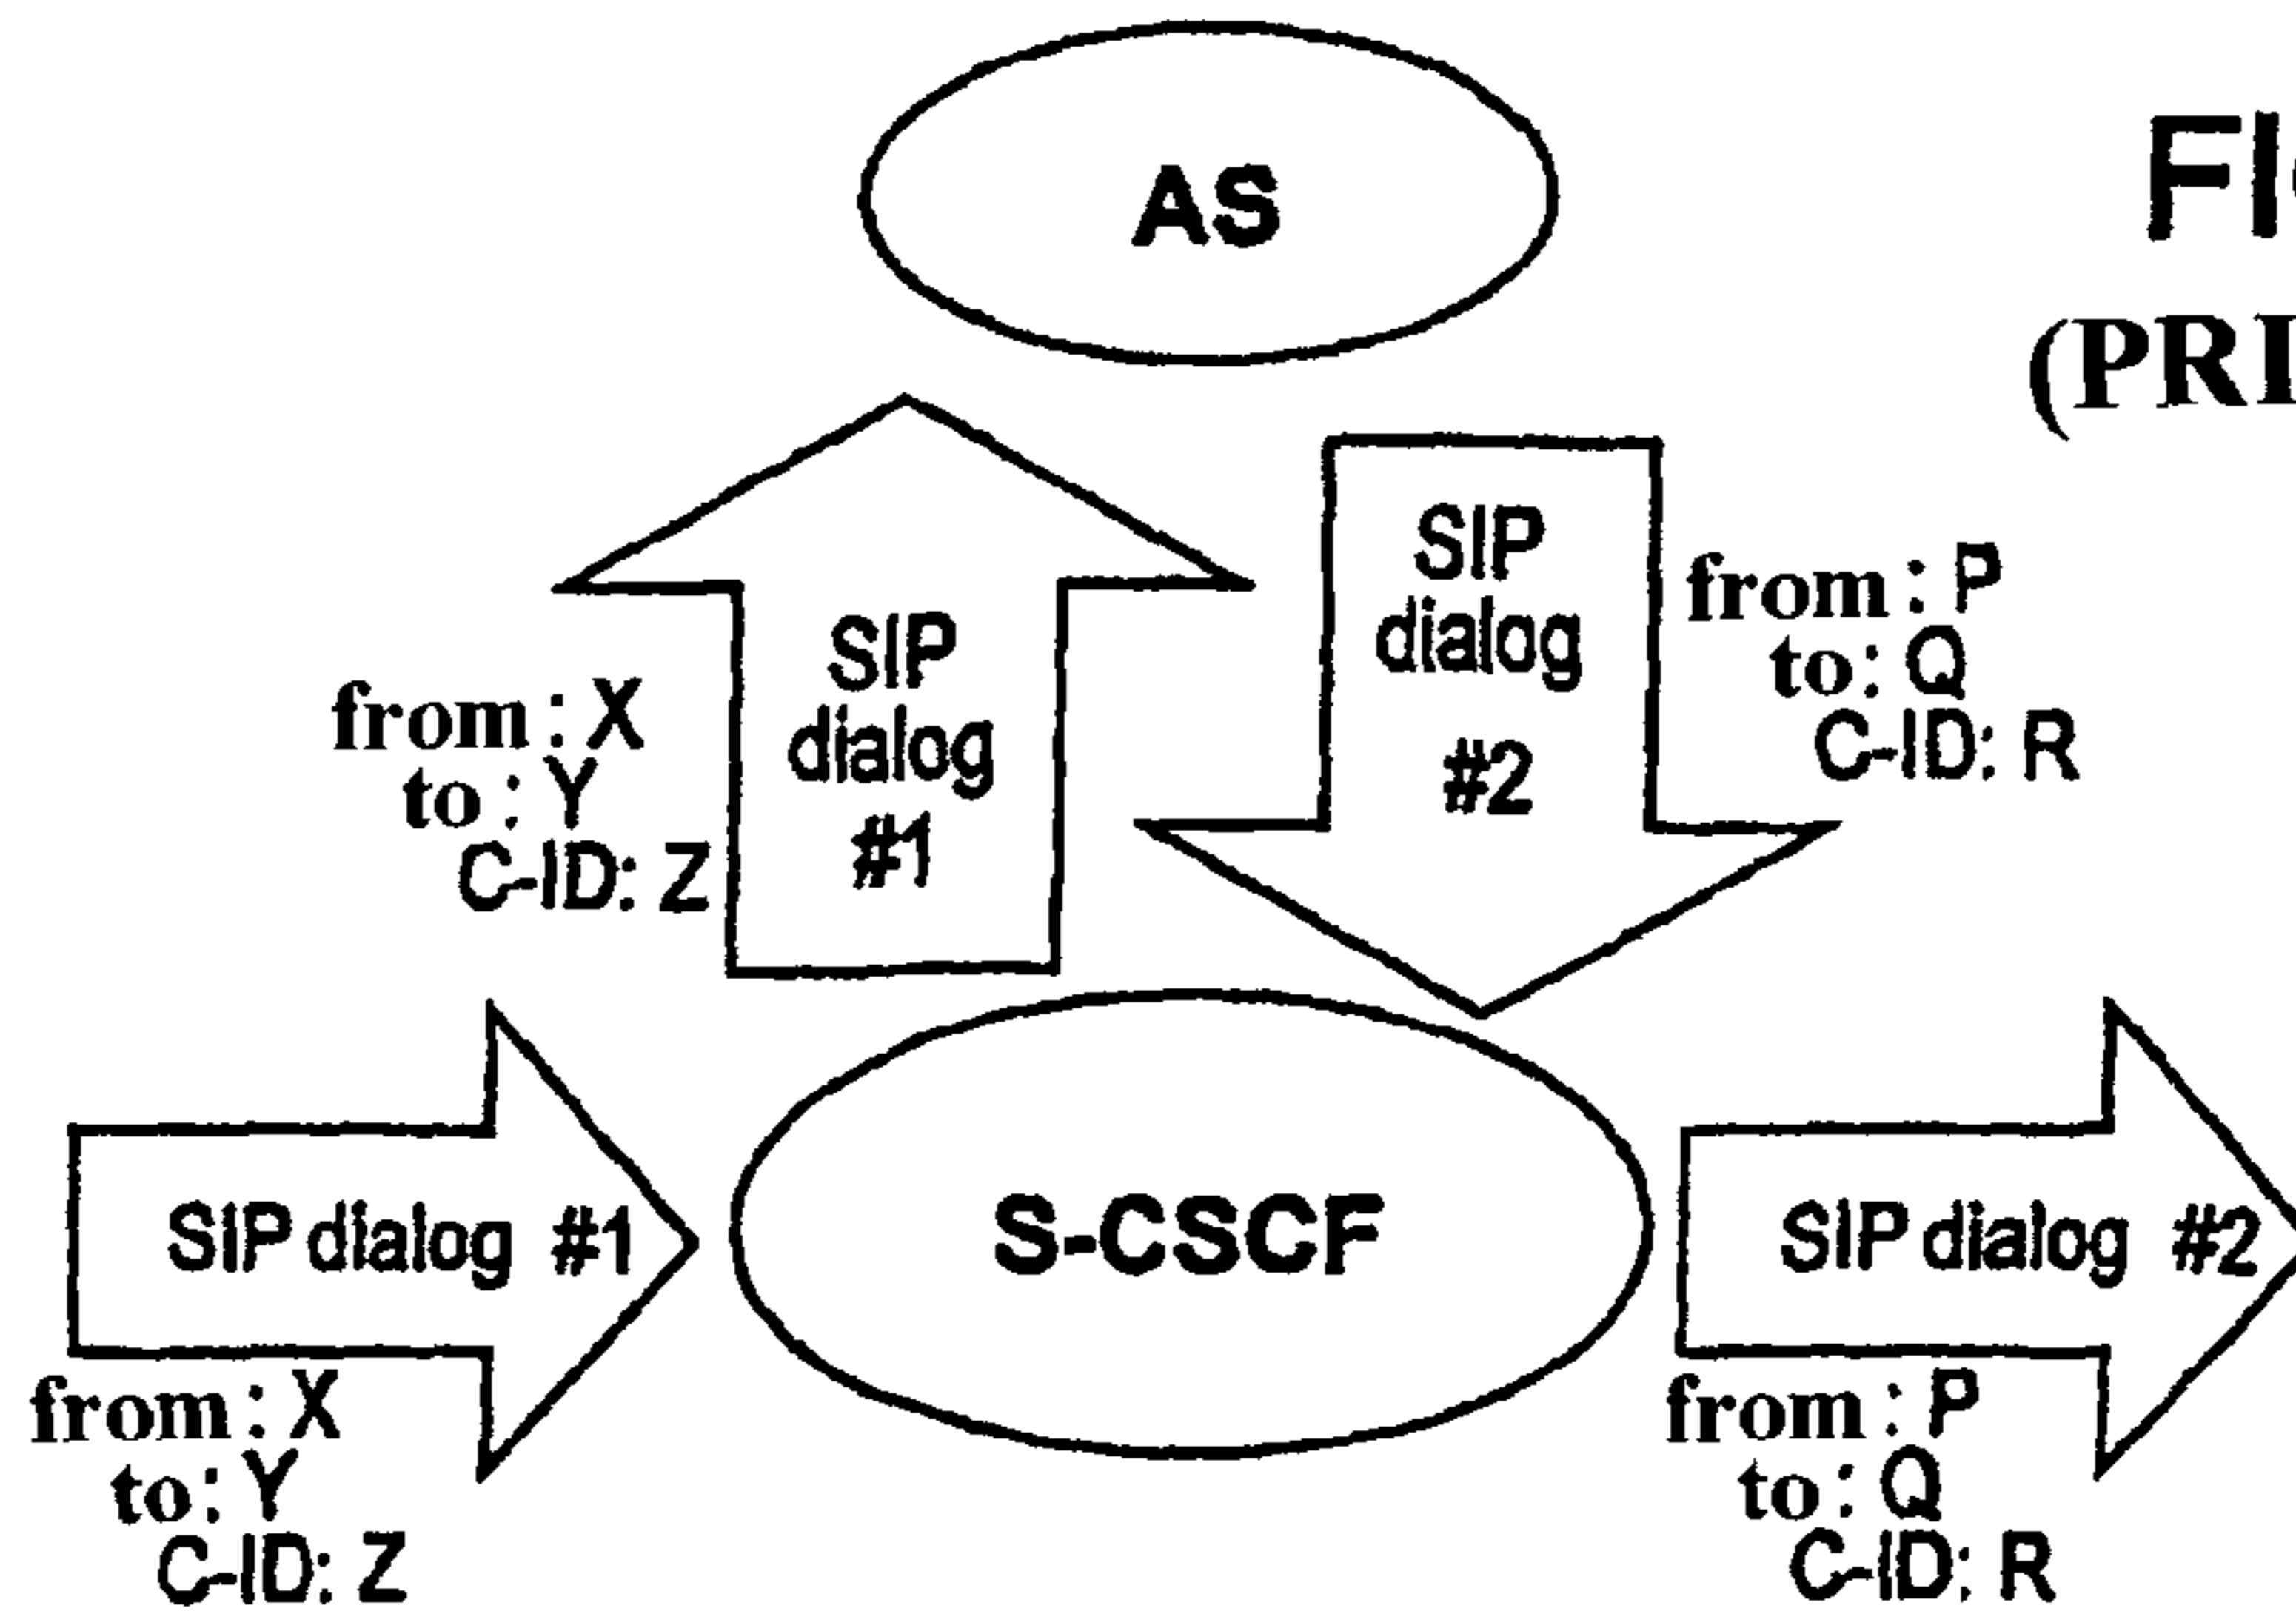 AS
(PRI
SIP
dialog
#1
from: X
to: Y
C-ID: Z
SIP
dialog
#2
from: P
to: Q
C-ID: R
SIP dialog #1
from: X
to: Y
C-ID: Z
S-CSCF
SIP dialog #2
from: P
to: Q
C-ID: R